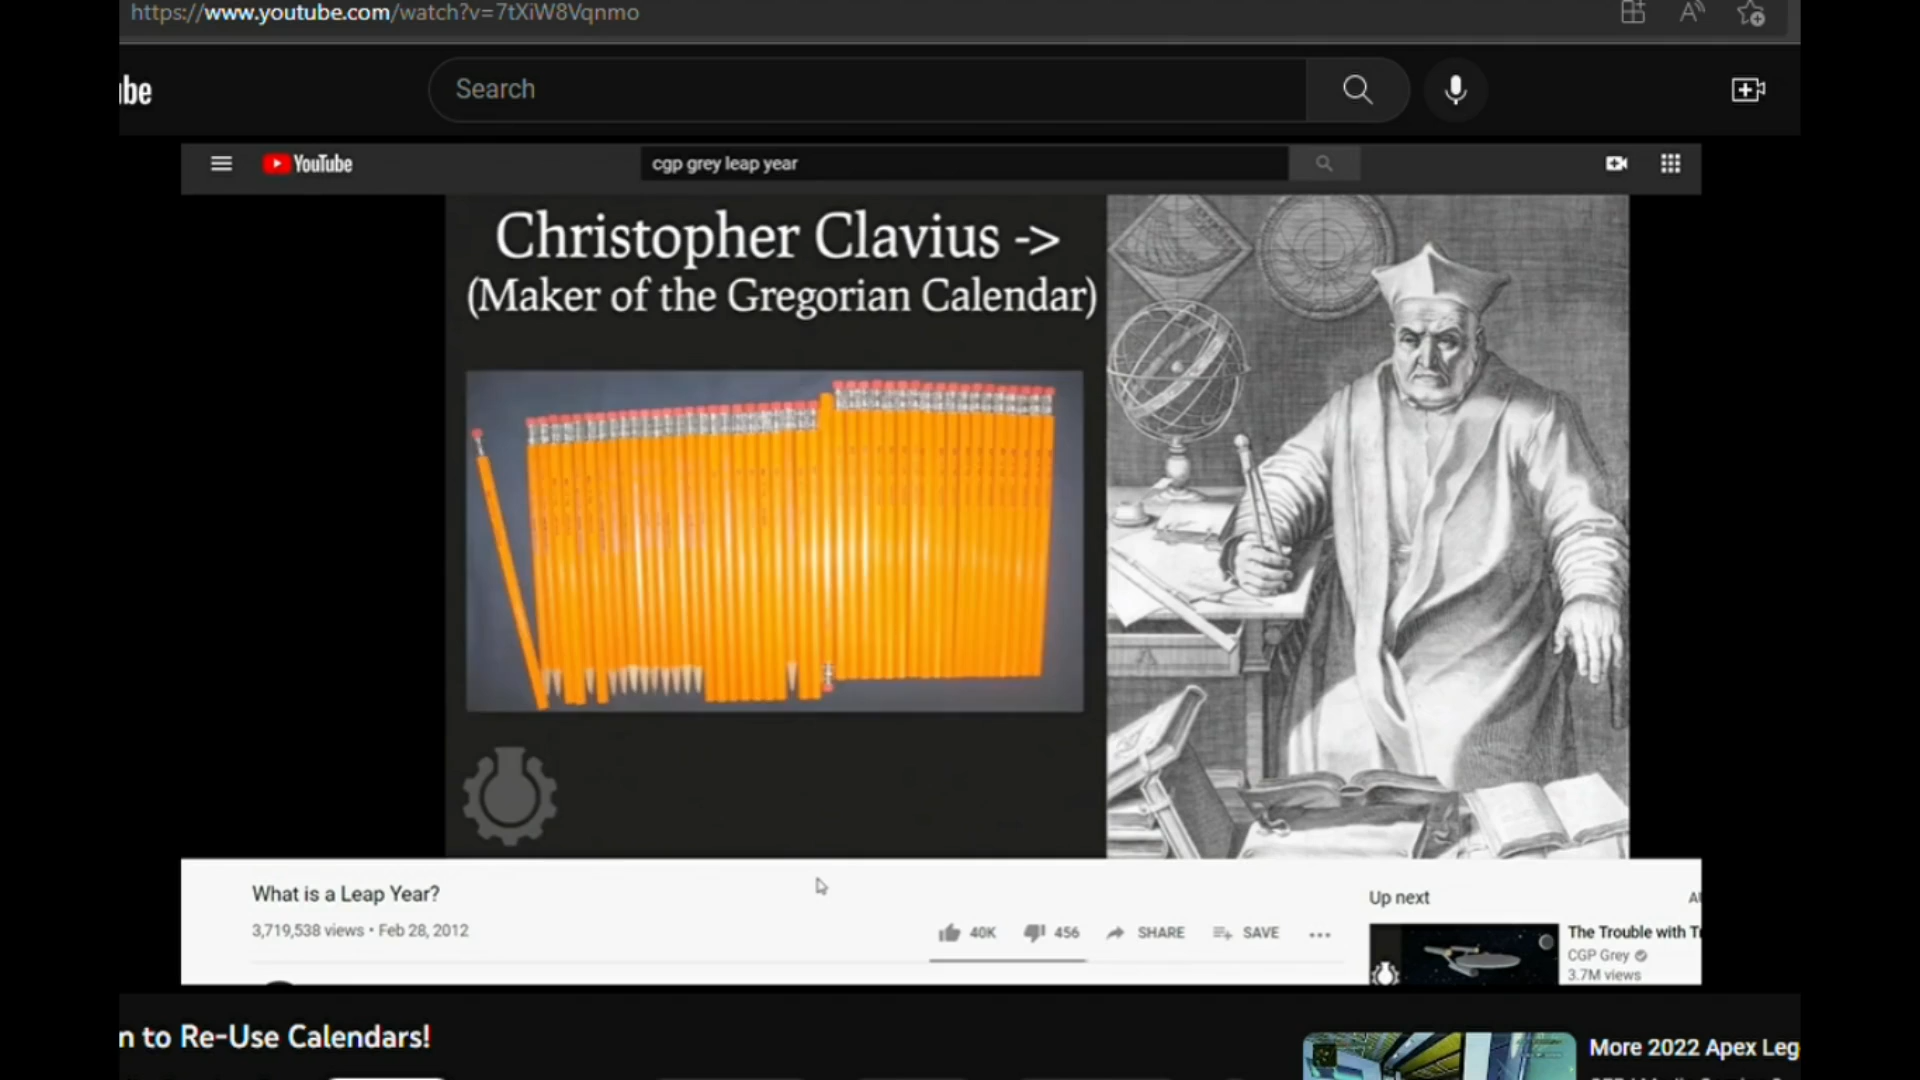 https://www.youtube.com/watch?v=7tXiW8Vqnmo
Search
YouTube
cgp grey leap year
Christopher Clavius ->
(Maker of the Gregorian Calendar)
What is a Leap Year?
3,719,538 views • Feb 28, 2012
40K
456
SHARE
SAVE
Up next
The Trouble with
CGP Grey
3.7M views
to Re-Use Calendars!
More 2022 Apex Leg